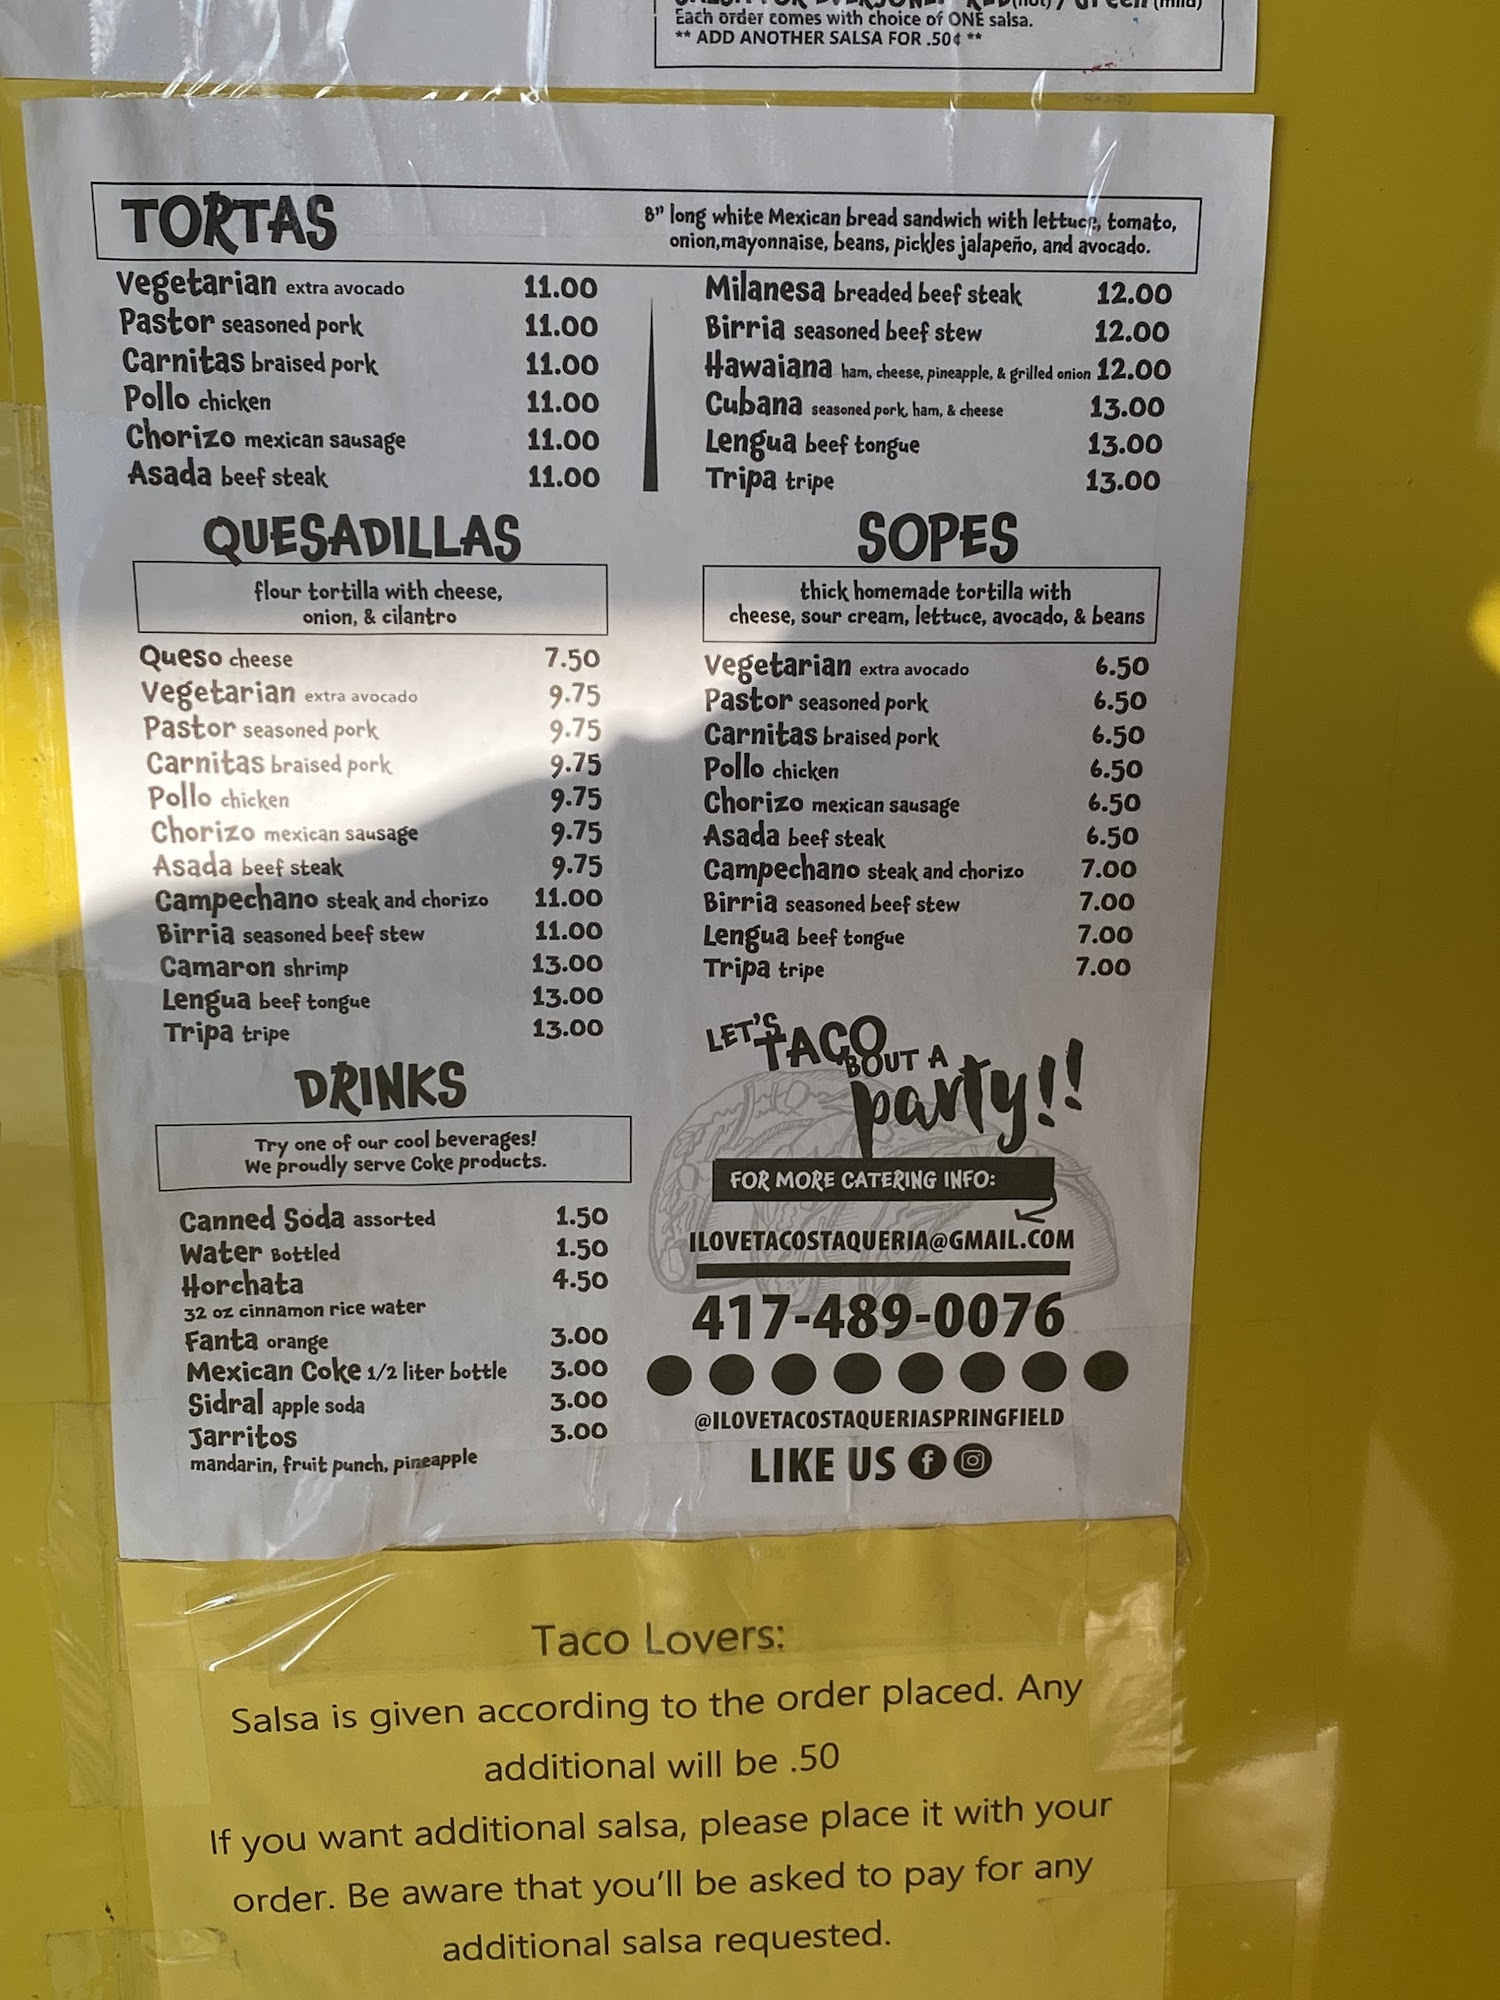 Each order comes with choice of ONE salsa.
** ADD ANOTHER SALSA FOR .50¢ **
TORTAS
8" long white Mexican bread sandwich with lettuce, tomato,
onion,mayonnaise, beans, pickles jalapeño, and avocado.
Vegetarian extra avocado 11.00
Pastor seasoned pork 11.00
Carnitas braised pork 11.00
Pollo chicken 11.00
Chorizo mexican sausage 11.00
Asada beef steak 11.00
Milanesa breaded beef steak 12.00
Birria seasoned beef stew 12.00
Hawaiana ham, cheese, pineapple, & grilled onion 12.00
Cubana seasoned pork, ham, & cheese 13.00
Lengua beef tongue 13.00
Tripa tripe 13.00
QUESADILLAS
flour tortilla with cheese,
onion, & cilantro
Queso cheese 7.50
Vegetarian extra avocado 9.75
Pastor seasoned pork 9.75
Carnitas braised pork 9.75
Pollo chicken 9.75
Chorizo mexican sausage 9.75
Asada beef steak 9.75
Campechano steak and chorizo 11.00
Birria seasoned beef stew 11.00
Camaron shrimp 13.00
Lengua beef tongue 13.00
Tripa tripe 13.00
SOPES
thick homemade tortilla with
cheese, sour cream, lettuce, avocado, & beans
Vegetarian extra avocado 6.50
Pastor seasoned pork 6.50
Carnitas braised pork 6.50
Pollo chicken 6.50
Chorizo mexican sausage 6.50
Asada beef steak 6.50
Campechano steak and chorizo 7.00
Birria seasoned beef stew 7.00
Lengua beef tongue 7.00
Tripa tripe 7.00
DRINKS
Try one of our cool beverages!
We proudly serve Coke products.
Canned Soda assorted 1.50
Water Bottled 1.50
Horchata 4.50
32 oz cinnamon rice water
Fanta orange 3.00
Mexican Coke 1/2 liter bottle 3.00
Sidral apple soda 3.00
Jarritos 3.00
mandarin, fruit punch, pineapple
LET'S
TACO
'BOUT A
party!!
FOR MORE CATERING INFO:
ILOVETACOSTAQUERIA@GMAIL.COM
417-489-0076
@ILOVETACOSTAQUERIASPRINGFIELD
LIKE US
Taco Lovers:
Salsa is given according to the order placed. Any
additional will be .50
If you want additional salsa, please place it with your
order. Be aware that you'll be asked to pay for any
additional salsa requested.